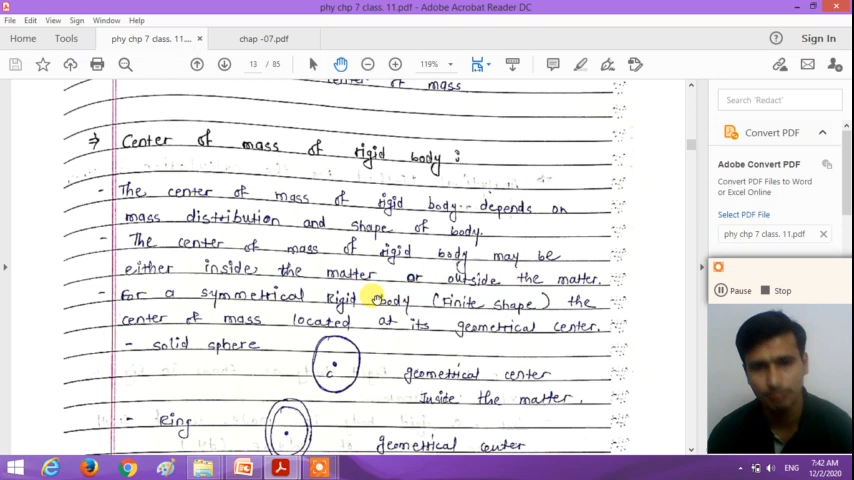 phy chp 7 class. 11.pdf - Adobe Acrobat Reader DC
File Edit View Sign Window Help
Home Tools phy chp 7 class. 11.... × chap -07.pdf Sign In
13 / 85 119%
center of mass
⇒ Center of mass of rigid body :
- The center of mass of rigid body depends on
mass distribution and shape of body.
- The center of mass of rigid body may be
either inside the matter or outside the matter.
- For a symmetrical Rigid body (Finite shape) the
center of mass located at its geometrical center.
- solid sphere
c
geometrical center
Inside the matter.
- Ring
geometrical center
Search 'Redact'
Convert PDF
Adobe Convert PDF
Convert PDF Files to Word
or Excel Online
Select PDF File
phy chp 7 class. 11.pdf ×
Pause Stop
ENG
7:42 AM
12/2/2020